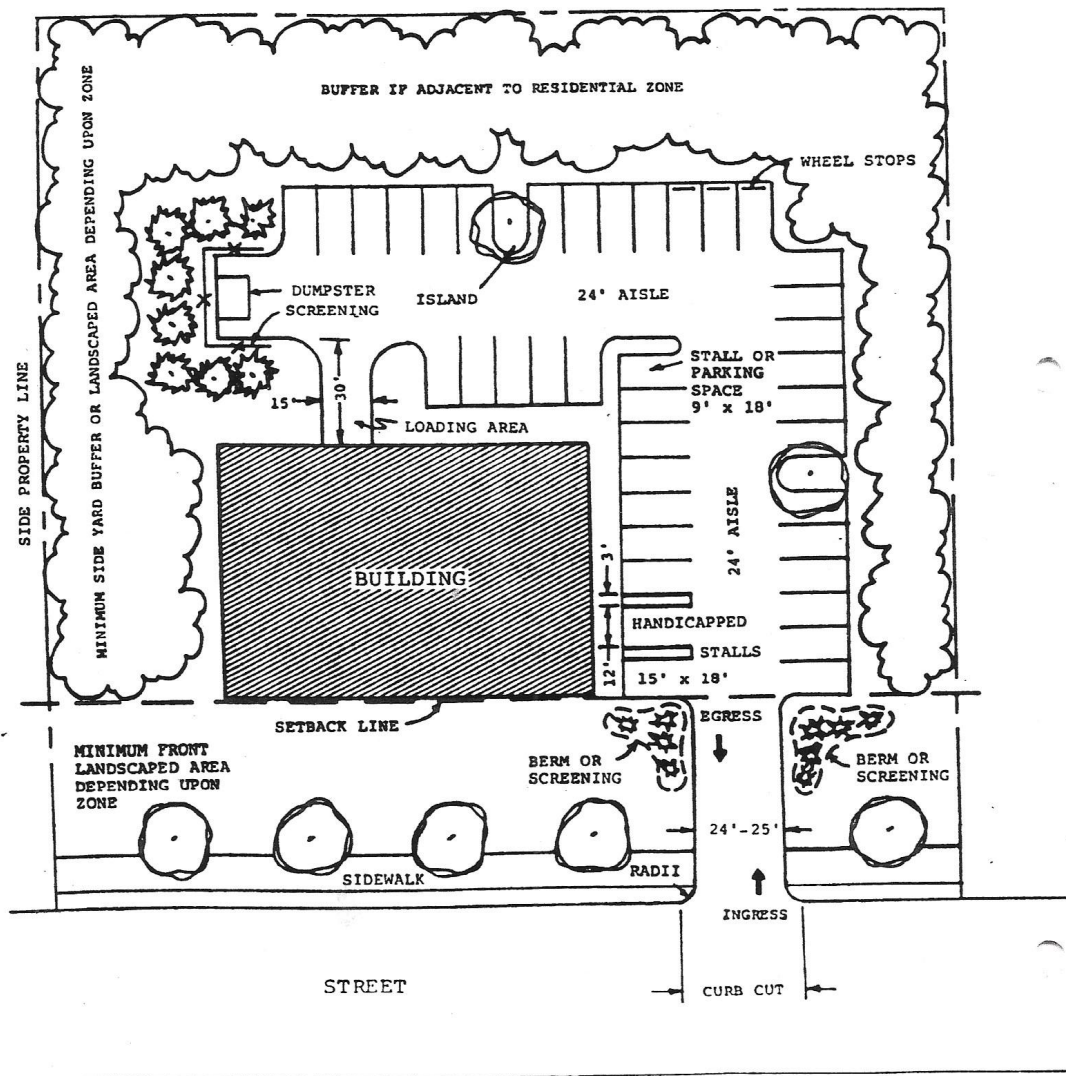 BUFFER IF ADJACENT TO RESIDENTIAL ZONE
WHEEL STOPS
MINIMUM SIDE YARD BUFFER OR LANDSCAPED AREA DEPENDING UPON ZONE
SIDE PROPERTY LINE
DUMPSTER
SCREENING
ISLAND
24' AISLE
STALL OR
PARKING
SPACE
9' x 18'
15'
30'
LOADING AREA
24' AISLE
BUILDING
3'
HANDICAPPED
STALLS
12'
15' x 18'
SETBACK LINE
EGRESS
MINIMUM FRONT
LANDSCAPED AREA
DEPENDING UPON
ZONE
BERM OR
SCREENING
BERM OR
SCREENING
24'-25'
SIDEWALK
RADII
INGRESS
STREET
CURB CUT